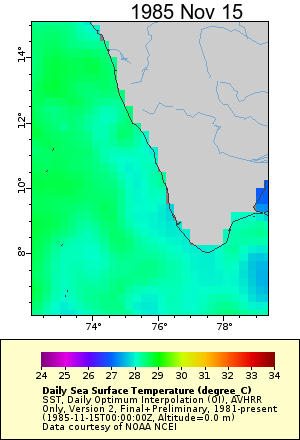 1985 Nov 15
14°
12°
10°
8°
74° 76° 78°
24 25 26 27 28 29 30 31 32 33 34
Daily Sea Surface Temperature (degree_C)
SST, Daily Optimum Interpolation (OI), AVHRR
Only, Version 2, Final+Preliminary, 1981-present
(1985-11-15T00:00:00Z, Altitude=0.0 m)
Data courtesy of NOAA NCEI